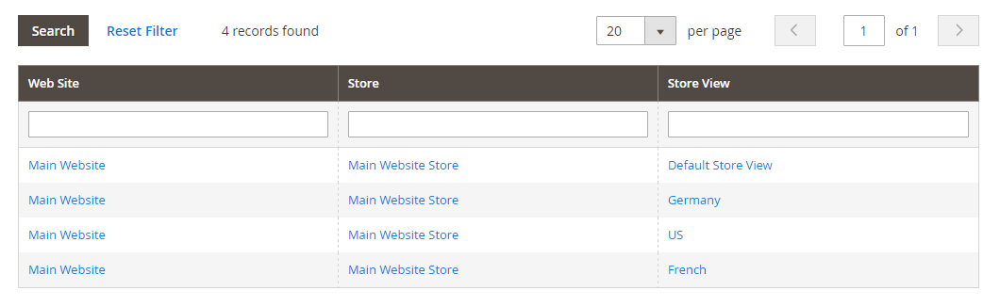 Search Reset Filter 4 records found 20 per page 1 of 1
Web Site Store Store View
Main Website Main Website Store Default Store View
Main Website Main Website Store Germany
Main Website Main Website Store US
Main Website Main Website Store French